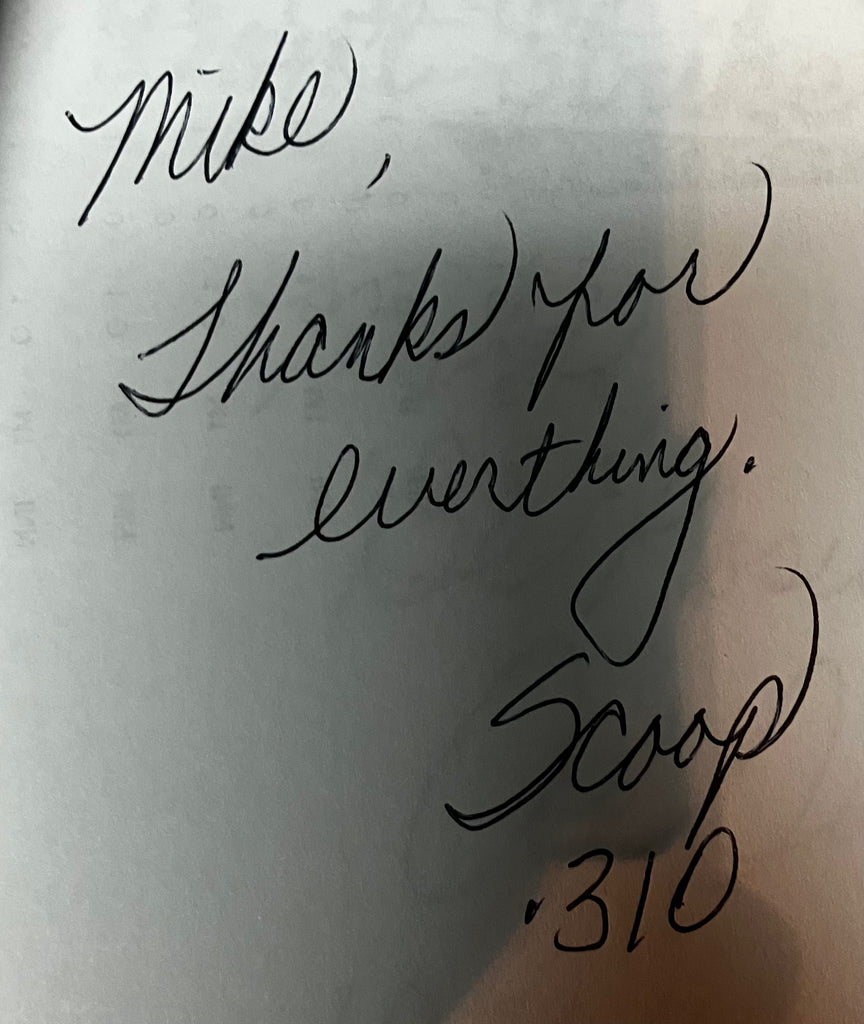 Mike,
Thanks for
everthing.
Scoop
.310